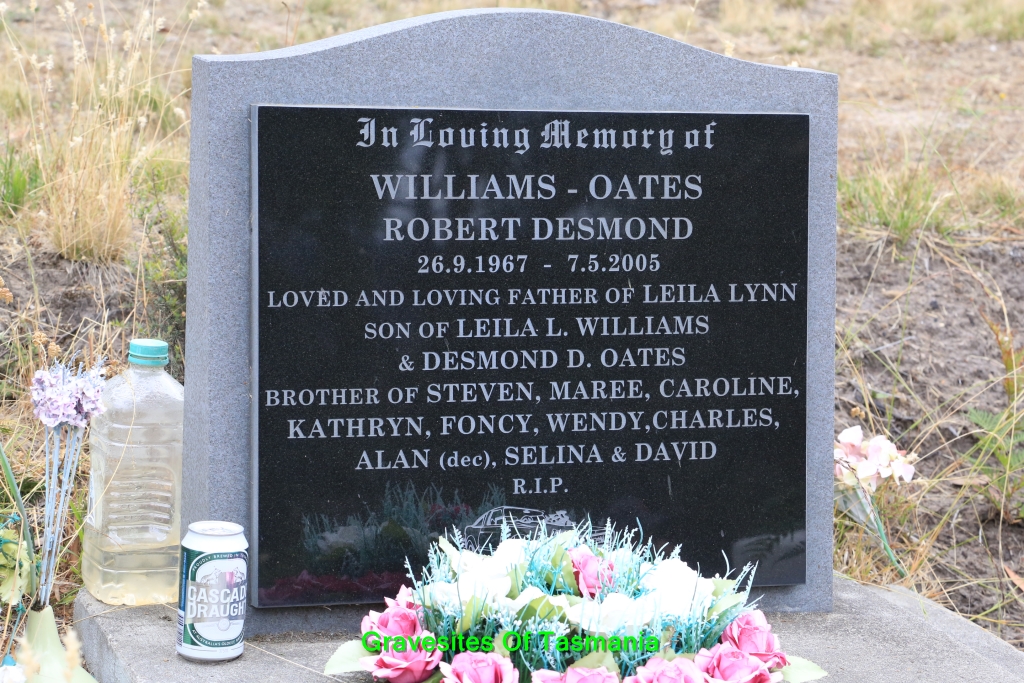 In Loving Memory of
WILLIAMS - OATES
ROBERT DESMOND
26.9.1967 - 7.5.2005
LOVED AND LOVING FATHER OF LEILA LYNN
SON OF LEILA L. WILLIAMS
& DESMOND D. OATES
BROTHER OF STEVEN, MAREE, CAROLINE,
KATHRYN, FONCY, WENDY,CHARLES,
ALAN (dec), SELINA & DAVID
R.I.P.
CASCADE
DRAUGHT
Gravesites Of Tasmania